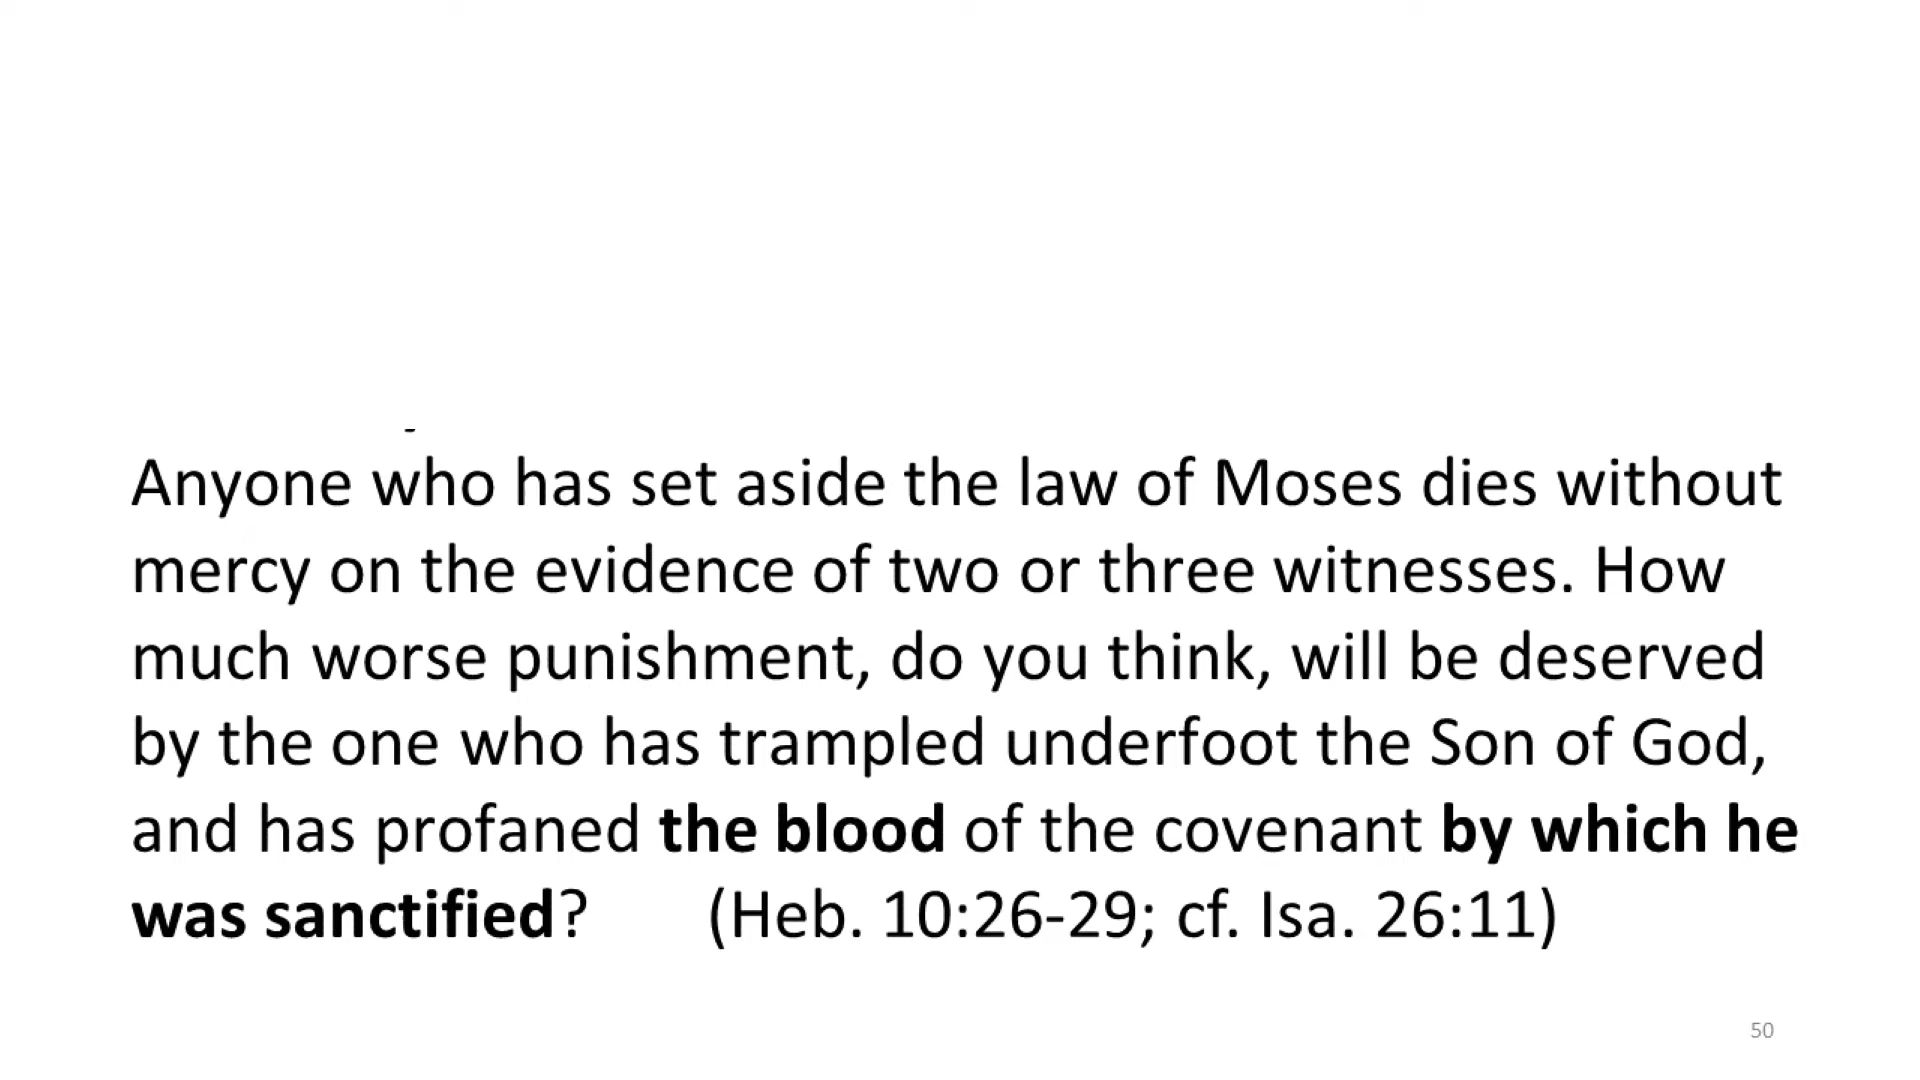 Anyone who has set aside the law of Moses dies without
mercy on the evidence of two or three witnesses. How
much worse punishment, do you think, will be deserved
by the one who has trampled underfoot the Son of God,
and has profaned the blood of the covenant by which he
was sanctified? (Heb. 10:26-29; cf. Isa. 26:11)
50